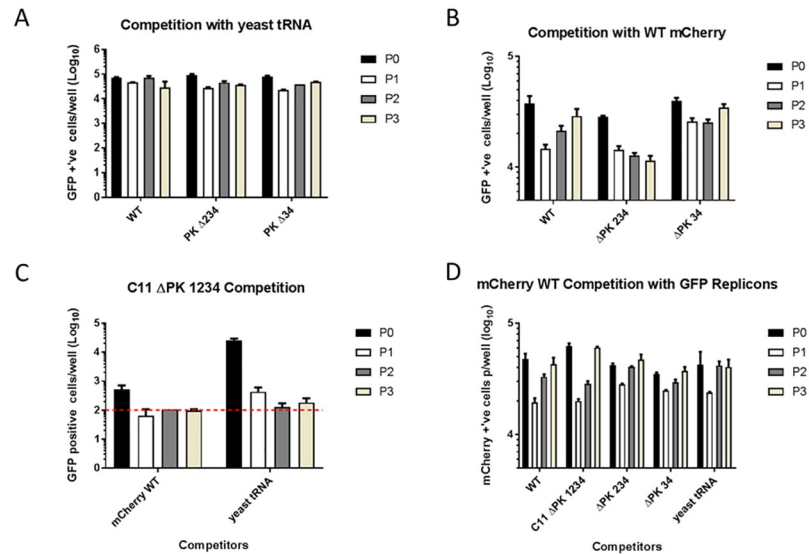 A
Competition with yeast tRNA
GFP +'ve cells/well (Log10)
6
5
4
3
2
1
0
WT
PK Δ234
PK Δ34
P0
P1
P2
P3
B
Competition with WT mCherry
GFP +'ve cells/well (Log10)
5
4
WT
ΔPK 234
ΔPK 34
P0
P1
P2
P3
C
C11 ΔPK 1234 Competition
GFP positive cells/well (Log10)
5
4
3
2
1
0
mCherry WT
yeast tRNA
Competitors
P0
P1
P2
P3
D
mCherry WT Competition with GFP Replicons
mCherry +'ve cells p/well (log10)
5
4
WT
C11 ΔPK 1234
ΔPK 234
ΔPK 34
yeast tRNA
Competitors
P0
P1
P2
P3